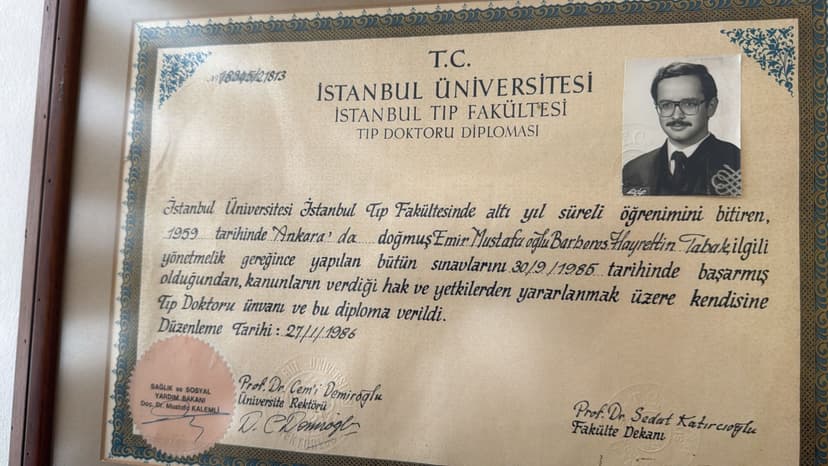 T.C.
İSTANBUL ÜNİVERSİTESİ
İSTANBUL TIP FAKÜLTESİ
TIP DOKTORU DİPLOMASI
İstanbul Üniversitesi İstanbul Tıp Fakültesinde altı yıl süreli öğrenimini bitiren,
1959 tarihinde Ankara'da doğmuş Emir Mustafa oğlu Barbaros Hayrettin Tabak, ilgili
yönetmelik gereğince yapılan bütün sınavlarını 30/9/1985 tarihinde başarmış
olduğundan, kanunların verdiği hak ve yetkilerden yararlanmak üzere kendisine
Tıp Doktoru ünvanı ve bu diploma verildi.
Düzenleme Tarihi: 27/1/1986
SAĞLIK ve SOSYAL
YARDIM BAKANI
Doç. Dr. Mustafa KALEMLİ
Prof. Dr. Cem'i Demiroğlu
Üniversite Rektörü
Prof. Dr. Sedat Katırcıoğlu
Fakülte Dekanı